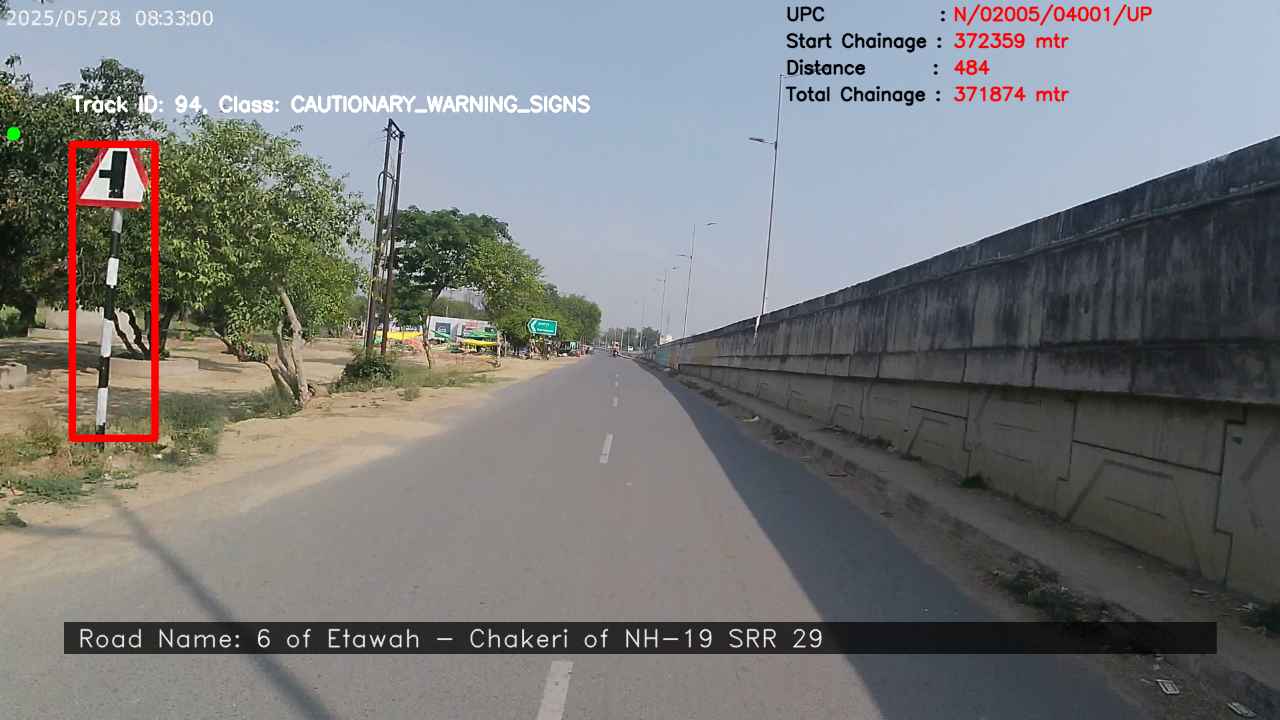 2025/05/28 08:33:00
UPC : N/02005/04001/UP
Start Chainage : 372359 mtr
Distance : 484
Total Chainage : 371874 mtr
Track ID: 94, Class: CAUTIONARY_WARNING_SIGNS
Road Name: 6 of Etawah - Chakeri of NH-19 SRR 29